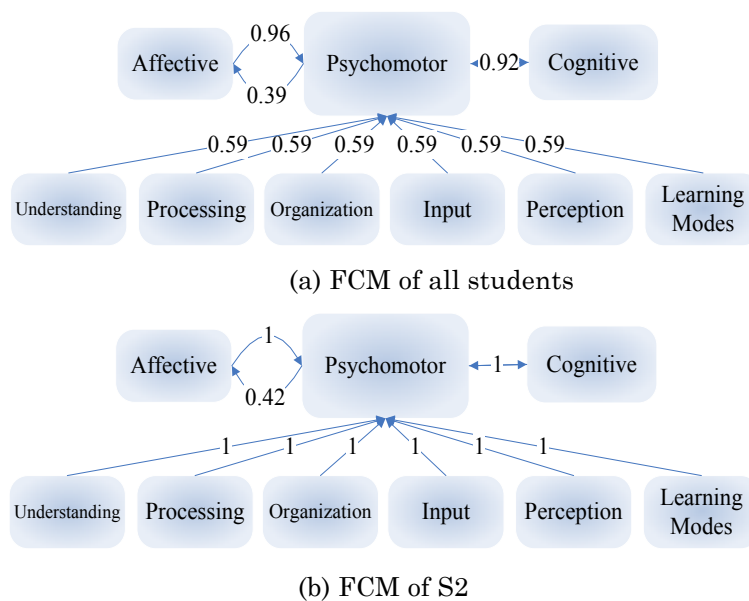 0.96
Affective
Psychomotor
0.92
Cognitive
0.39
0.59 0.59 0.59 0.59 0.59 0.59
Understanding
Processing
Organization
Input
Perception
Learning
Modes
(a) FCM of all students
1
Affective
Psychomotor
1
Cognitive
0.42
1 1 1 1 1 1
Understanding
Processing
Organization
Input
Perception
Learning
Modes
(b) FCM of S2